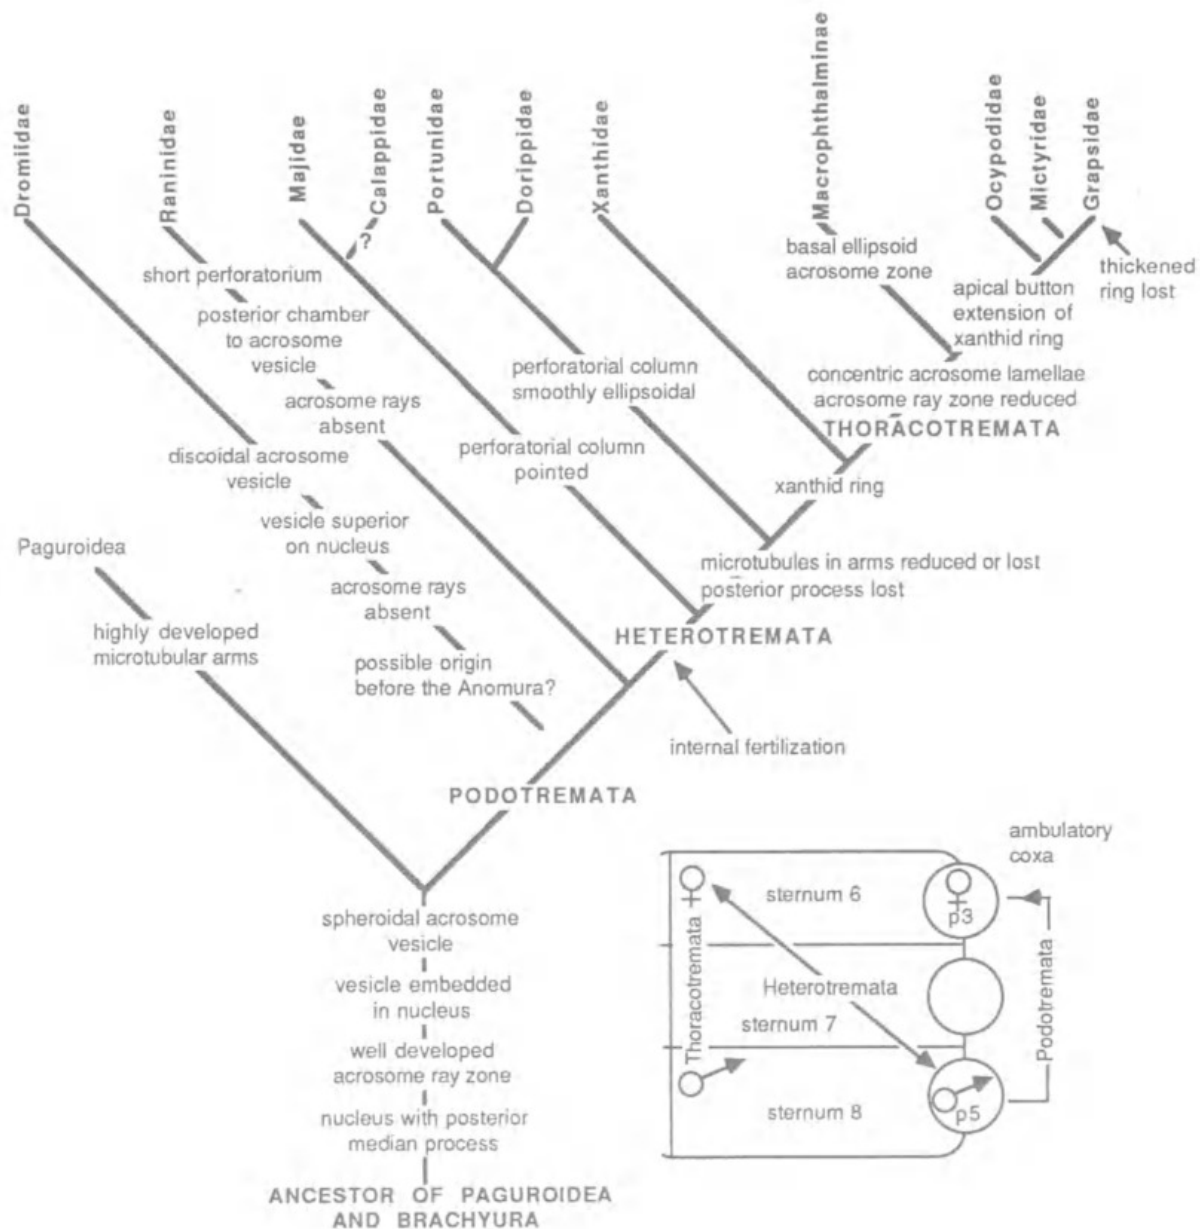 Dromiidae
Raninidae
Majidae
Calappidae
Portunidae
Dorippidae
Xanthidae
Macrophthalminae
Ocypodidae
Mictyridae
Grapsidae
?
short perforatorium
posterior chamber
to acrosome
vesicle
acrosome rays
absent
discoidal acrosome
vesicle
vesicle superior
on nucleus
acrosome rays
absent
possible origin
before the Anomura?
Paguroidea
highly developed
microtubular arms
perforatorial column
smoothly ellipsoidal
perforatorial column
pointed
basal ellipsoid
acrosome zone
apical button
extension of
xanthid ring
thickened
ring lost
concentric acrosome lamellae
acrosome ray zone reduced
THORACOTREMATA
xanthid ring
microtubules in arms reduced or lost
posterior process lost
HETEROTREMATA
internal fertilization
PODOTREMATA
spheroidal acrosome
vesicle
vesicle embedded
in nucleus
well developed
acrosome ray zone
nucleus with posterior
median process
ANCESTOR OF PAGUROIDEA
AND BRACHYURA
ambulatory
coxa
sternum 6
p3
Thoracotremata
Heterotremata
Podotremata
sternum 7
sternum 8
p5